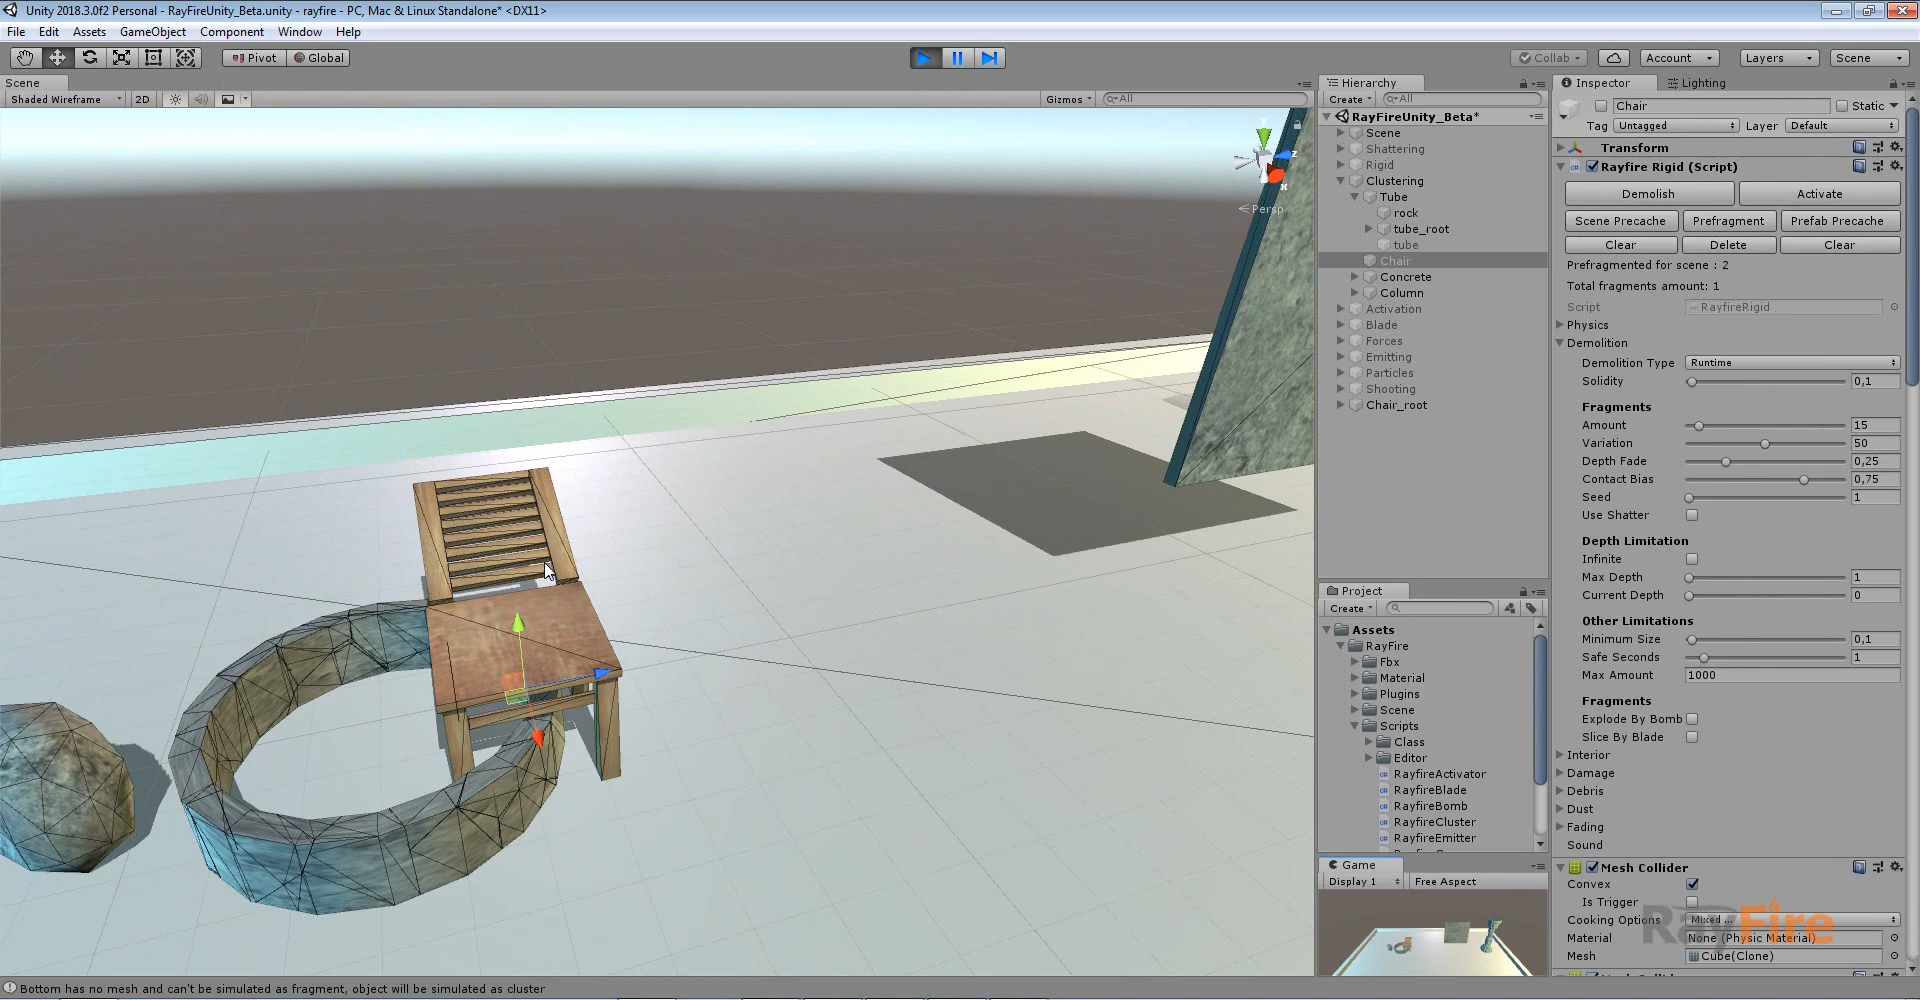 Unity 2018.3.0f2 Personal - RayFireUnity_Beta.unity - rayfire - PC, Mac & Linux Standalone* <DX11>
File Edit Assets GameObject Component Window Help
Pivot Global Collab Account Layers Scene
Scene
Shaded Wireframe 2D Gizmos All
y
z
x
Persp
Hierarchy
Create All
RayFireUnity_Beta*
Scene
Shattering
Rigid
Clustering
Tube
rock
tube_root
tube
Chair
Concrete
Column
Activation
Blade
Forces
Emitting
Particles
Shooting
Chair_root
Project
Create
Assets
RayFire
Fbx
Material
Plugins
Scene
Scripts
Class
Editor
RayfireActivator
RayfireBlade
RayfireBomb
RayfireCluster
RayfireEmitter
Game
Display 1 Free Aspect
Inspector Lighting
Chair Static
Tag Untagged Layer Default
Transform
Rayfire Rigid (Script)
Demolish Activate
Scene Precache Prefragment Prefab Precache
Clear Delete Clear
Prefragmented for scene : 2
Total fragments amount: 1
Script RayfireRigid
Physics
Demolition
Demolition Type Runtime
Solidity 0,1
Fragments
Amount 15
Variation 50
Depth Fade 0,25
Contact Bias 0,75
Seed 1
Use Shatter
Depth Limitation
Infinite
Max Depth 1
Current Depth 0
Other Limitations
Minimum Size 0,1
Safe Seconds 1
Max Amount 1000
Fragments
Explode By Bomb
Slice By Blade
Interior
Damage
Debris
Dust
Fading
Sound
Mesh Collider
Convex
Is Trigger
Cooking Options Mixed ...
Material None (Physic Material)
Mesh Cube(Clone)
RayFire
Bottom has no mesh and can't be simulated as fragment, object will be simulated as cluster